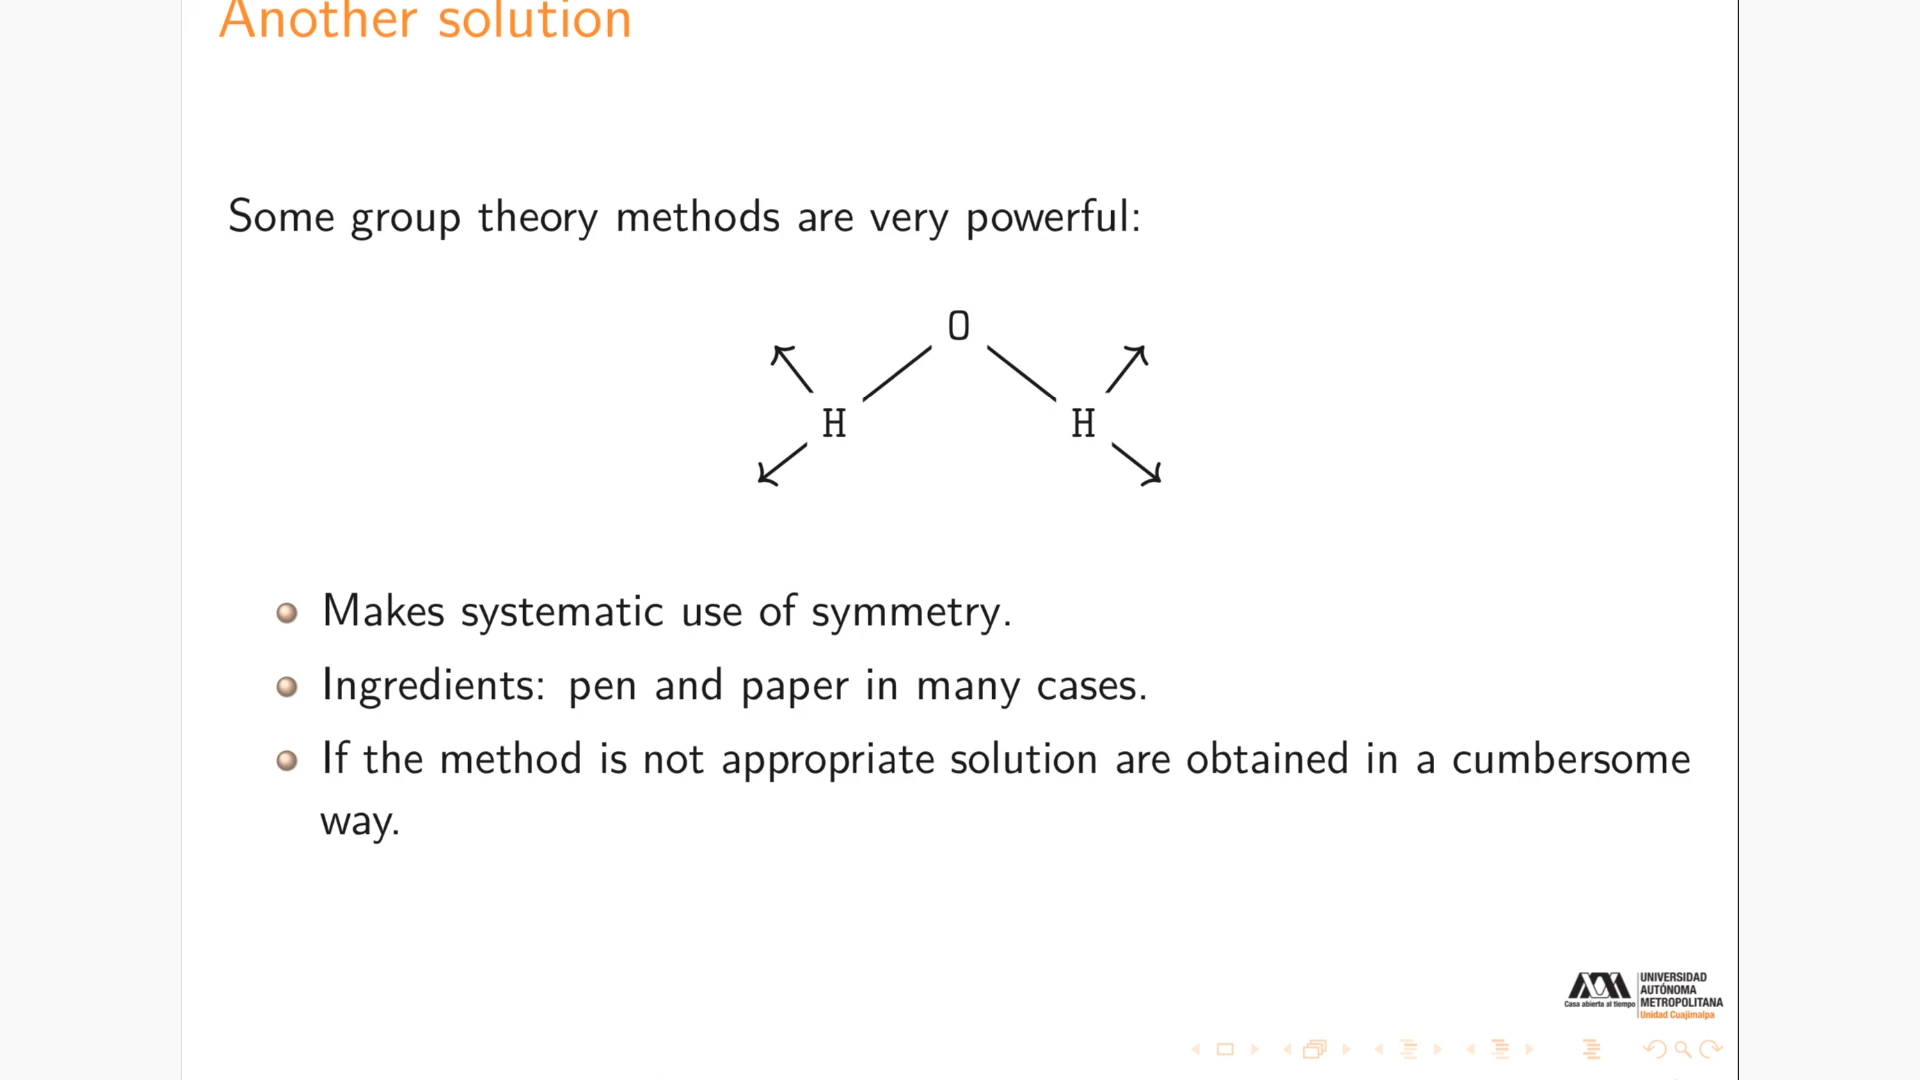 Another solution
Some group theory methods are very powerful:
O
H H
Makes systematic use of symmetry.
Ingredients: pen and paper in many cases.
If the method is not appropriate solution are obtained in a cumbersome
way.
Casa abierta al tiempo
UNIVERSIDAD
AUTÓNOMA
METROPOLITANA
Unidad Cuajimalpa